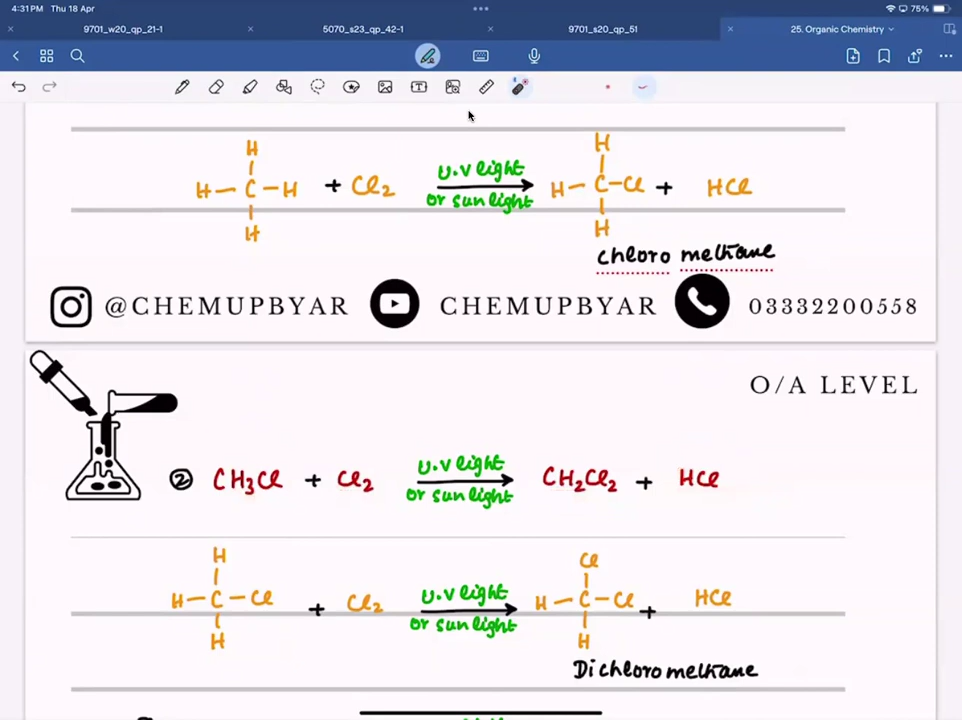 4:31 PM Thu 18 Apr 75%
9701_w20_qp_21-1 5070_s23_qp_42-1 9701_s20_qp_51 25. Organic Chemistry
H
H-C-H + Cl2 U.V light or sun light H-C-Cl + HCl
H
chloro methane
@CHEMUPBYAR CHEMUPBYAR 03332200558
O/A LEVEL
② CH3Cl + Cl2 U.V light or sun light CH2Cl2 + HCl
H Cl
H-C-Cl + Cl2 U.V light or sun light H-C-Cl + HCl
H H
Dichloromethane